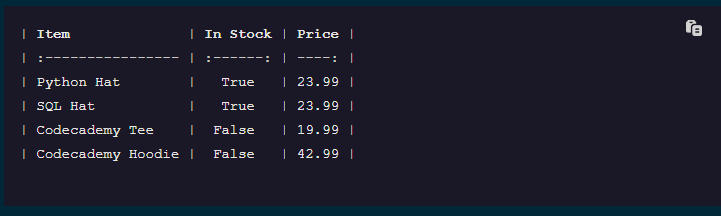 | Item              | In Stock | Price |
| :---------------- | :------: | ----: |
| Python Hat        |   True   | 23.99 |
| SQL Hat           |   True   | 23.99 |
| Codecademy Tee    |  False   | 19.99 |
| Codecademy Hoodie |  False   | 42.99 |